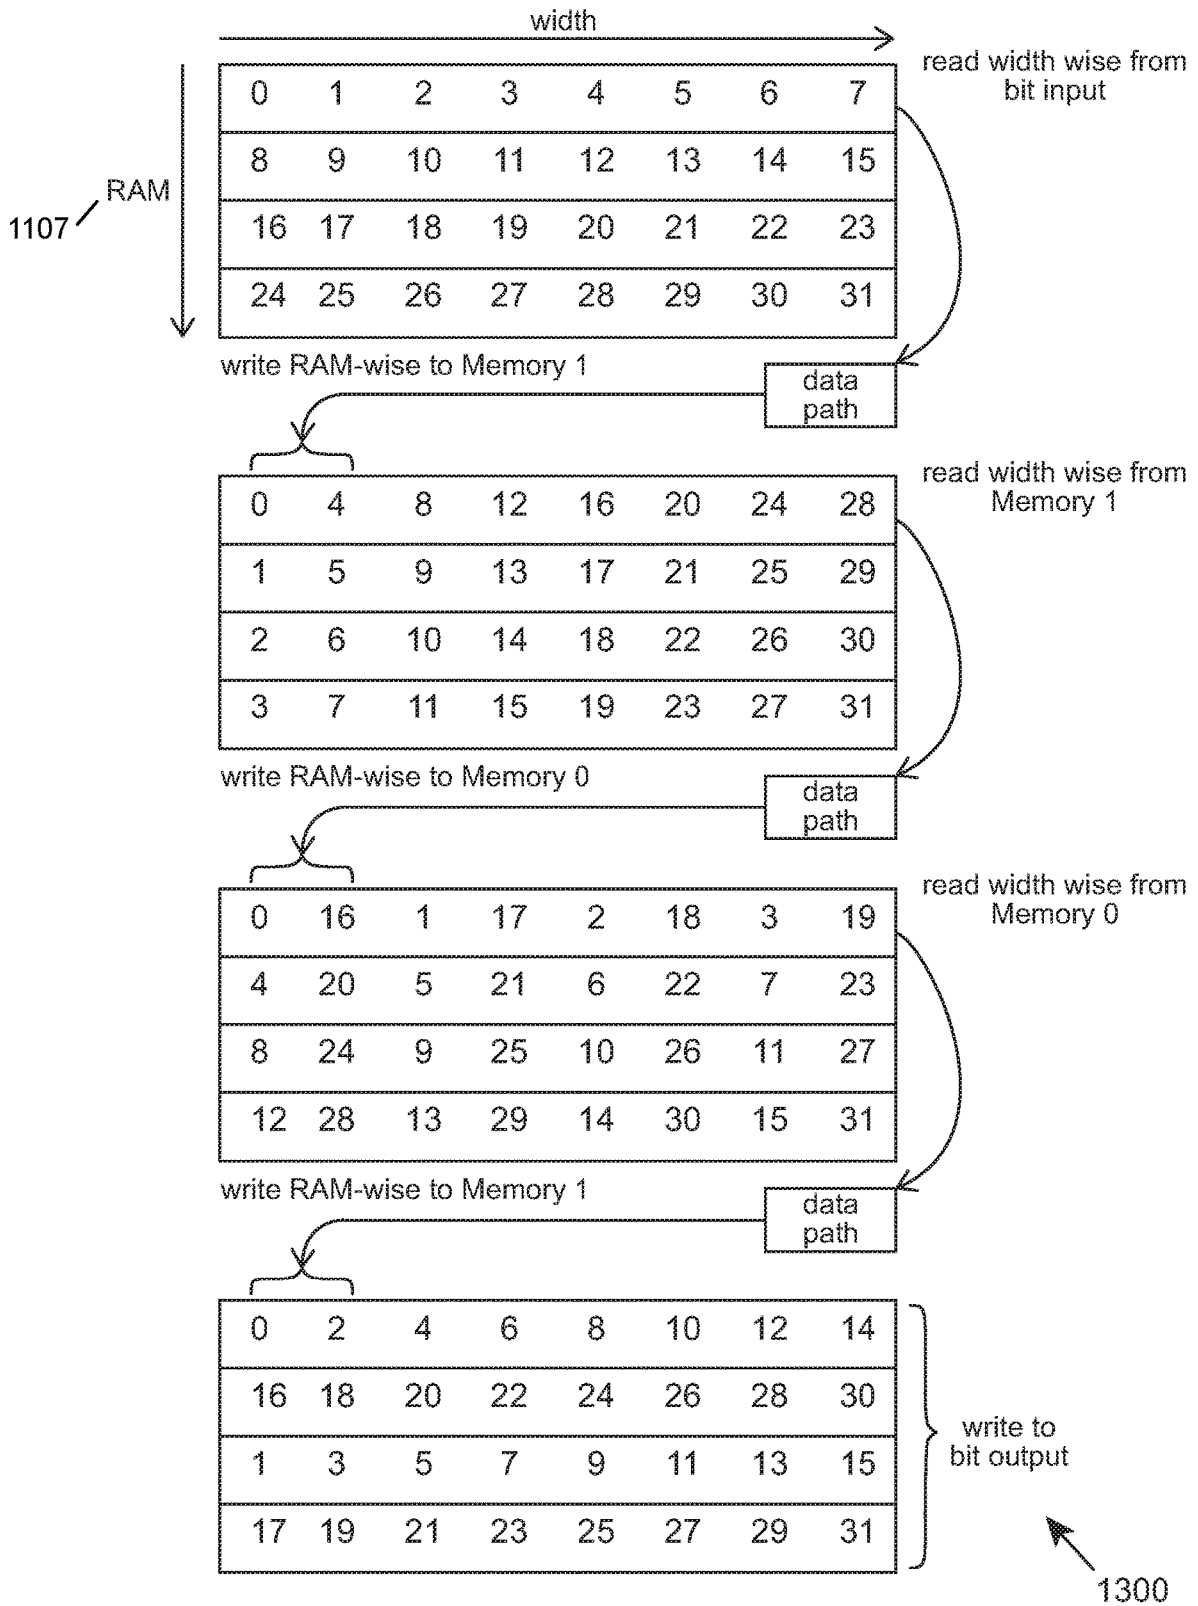 width
read width wise from
bit input
0 1 2 3 4 5 6 7
8 9 10 11 12 13 14 15
RAM
1107
16 17 18 19 20 21 22 23
24 25 26 27 28 29 30 31
write RAM-wise to Memory 1
data
path
read width wise from
Memory 1
0 4 8 12 16 20 24 28
1 5 9 13 17 21 25 29
2 6 10 14 18 22 26 30
3 7 11 15 19 23 27 31
write RAM-wise to Memory 0
data
path
read width wise from
Memory 0
0 16 1 17 2 18 3 19
4 20 5 21 6 22 7 23
8 24 9 25 10 26 11 27
12 28 13 29 14 30 15 31
write RAM-wise to Memory 1
data
path
0 2 4 6 8 10 12 14
16 18 20 22 24 26 28 30
1 3 5 7 9 11 13 15
17 19 21 23 25 27 29 31
write to
bit output
1300